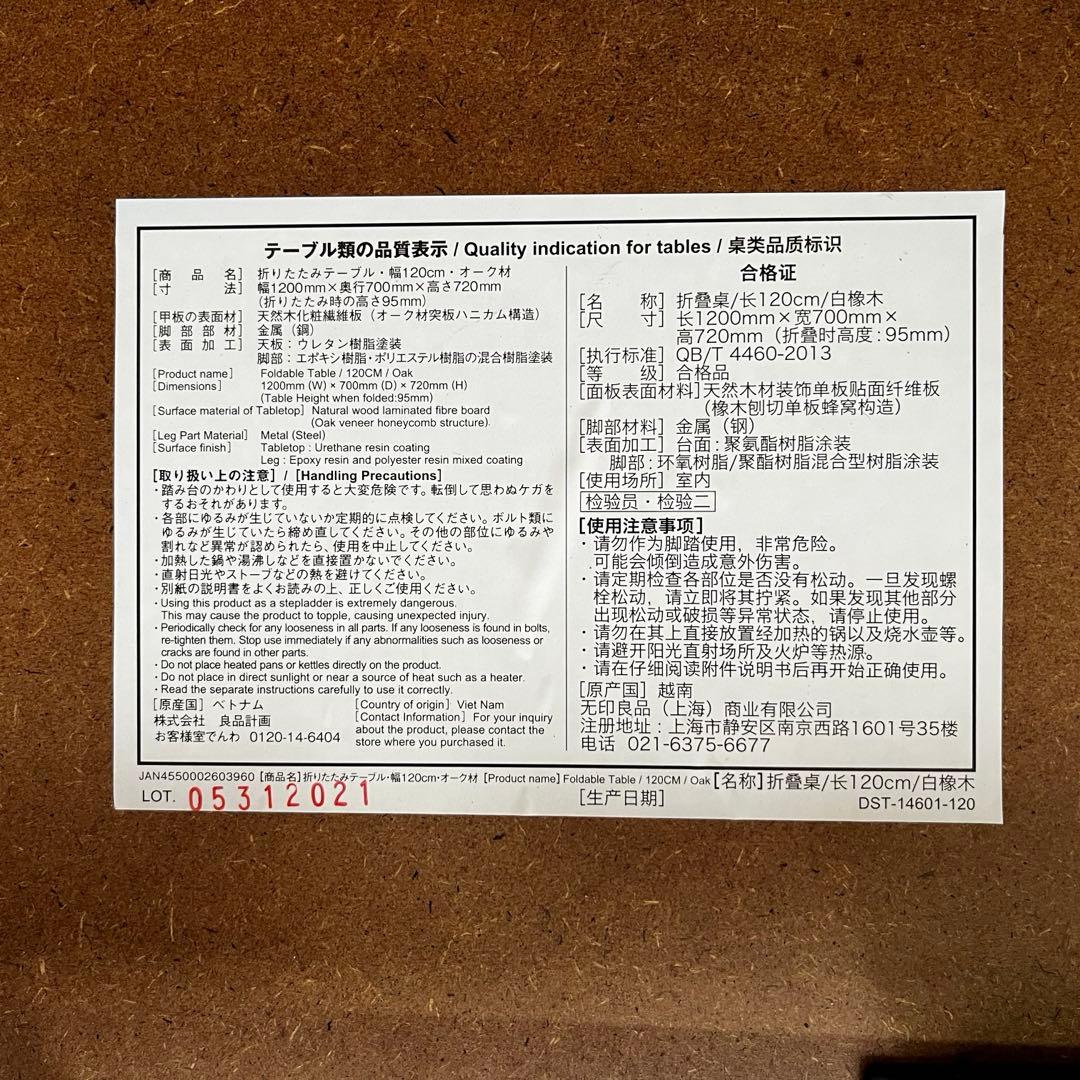 テーブル類の品質表示 / Quality indication for tables / 桌类品质标识
[商品名] 折りたたみテーブル・幅120cm・オーク材
[寸法] 幅1200mm×奥行700mm×高さ720mm
(折りたたみ時の高さ95mm)
[甲板の表面材] 天然木化粧繊維板(オーク材突板ハニカム構造)
[脚部部材] 金属(鋼)
[表面加工] 天板:ウレタン樹脂塗装
脚部:エポキシ樹脂・ポリエステル樹脂の混合樹脂塗装
[Product name] Foldable Table / 120CM / Oak
[Dimensions] 1200mm (W) × 700mm (D) × 720mm (H)
(Table Height when folded:95mm)
[Surface material of Tabletop] Natural wood laminated fibre board
(Oak veneer honeycomb structure).
[Leg Part Material] Metal (Steel)
[Surface finish] Tabletop : Urethane resin coating
Leg : Epoxy resin and polyester resin mixed coating
[取り扱い上の注意] / [Handling Precautions]
・踏み台のかわりとして使用すると大変危険です。転倒して思わぬケガを
するおそれがあります。
・各部にゆるみが生じていないか定期的に点検してください。ボルト類に
ゆるみが生じていたら締め直してください。その他の部位にゆるみや
割れなど異常が認められたら、使用を中止してください。
・加熱した鍋や湯沸しなどを直接置かないでください。
・直射日光やストーブなどの熱を避けてください。
・別紙の説明書をよくお読みの上、正しくご使用ください。
・Using this product as a stepladder is extremely dangerous.
This may cause the product to topple, causing unexpected injury.
・Periodically check for any looseness in all parts. If any looseness is found in bolts,
re-tighten them. Stop use immediately if any abnormalities such as looseness or
cracks are found in other parts.
・Do not place heated pans or kettles directly on the product.
・Do not place in direct sunlight or near a source of heat such as a heater.
・Read the separate instructions carefully to use it correctly.
[原産国] ベトナム
株式会社 良品計画
お客様室でんわ 0120-14-6404
[Country of origin] Viet Nam
[Contact Information] For your inquiry
about the product, please contact the
store where you purchased it.
合格证
[名称] 折叠桌/长120cm/白橡木
[尺寸] 长1200mm×宽700mm×
高720mm(折叠时高度:95mm)
[执行标准] QB/T 4460-2013
[等级] 合格品
[面板表面材料] 天然木材装饰单板贴面纤维板
(橡木刨切单板蜂窝构造)
[脚部材料] 金属(钢)
[表面加工] 台面:聚氨酯树脂涂装
脚部:环氧树脂/聚酯树脂混合型树脂涂装
[使用场所] 室内
检验员・检验二
[使用注意事项]
・请勿作为脚踏使用,非常危险。
可能会倾倒造成意外伤害。
・请定期检查各部位是否没有松动。一旦发现螺
栓松动,请立即将其拧紧。如果发现其他部分
出现松动或破损等异常状态,请停止使用。
・请勿在其上直接放置经加热的锅以及烧水壶等。
・请避开阳光直射场所及火炉等热源。
・请在仔细阅读附件说明书后再开始正确使用。
[原产国] 越南
无印良品(上海)商业有限公司
注册地址:上海市静安区南京西路1601号35楼
电话 021-6375-6677
JAN4550002603960 [商品名]折りたたみテーブル・幅120cm・オーク材 [Product name] Foldable Table / 120CM / Oak [名称] 折叠桌/长120cm/白橡木
LOT. 05312021 [生产日期] DST-14601-120